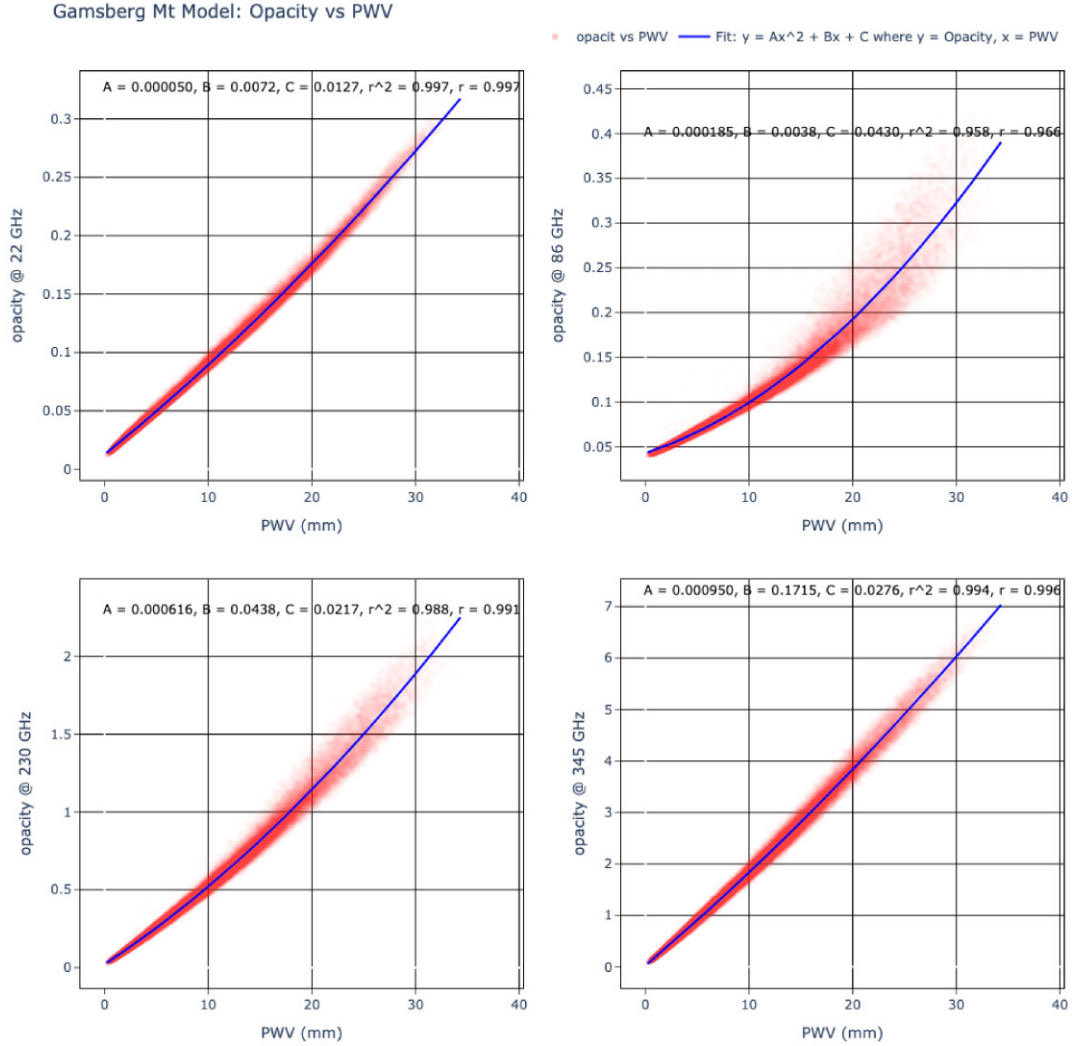 Gamsberg Mt Model: Opacity vs PWV
opacit vs PWV
Fit: y = Ax^2 + Bx + C where y = Opacity, x = PWV
A = 0.000050, B = 0.0072, C = 0.0127, r^2 = 0.997, r = 0.997
0.3
0.25
0.2
0.15
0.1
0.05
0
opacity @ 22 GHz
0 10 20 30 40
PWV (mm)
A = 0.000185, B = 0.0038, C = 0.0430, r^2 = 0.958, r = 0.966
0.45
0.4
0.35
0.3
0.25
0.2
0.15
0.1
0.05
opacity @ 86 GHz
0 10 20 30 40
PWV (mm)
A = 0.000616, B = 0.0438, C = 0.0217, r^2 = 0.988, r = 0.991
2
1.5
1
0.5
0
opacity @ 230 GHz
0 10 20 30 40
PWV (mm)
A = 0.000950, B = 0.1715, C = 0.0276, r^2 = 0.994, r = 0.996
7
6
5
4
3
2
1
0
opacity @ 345 GHz
0 10 20 30 40
PWV (mm)